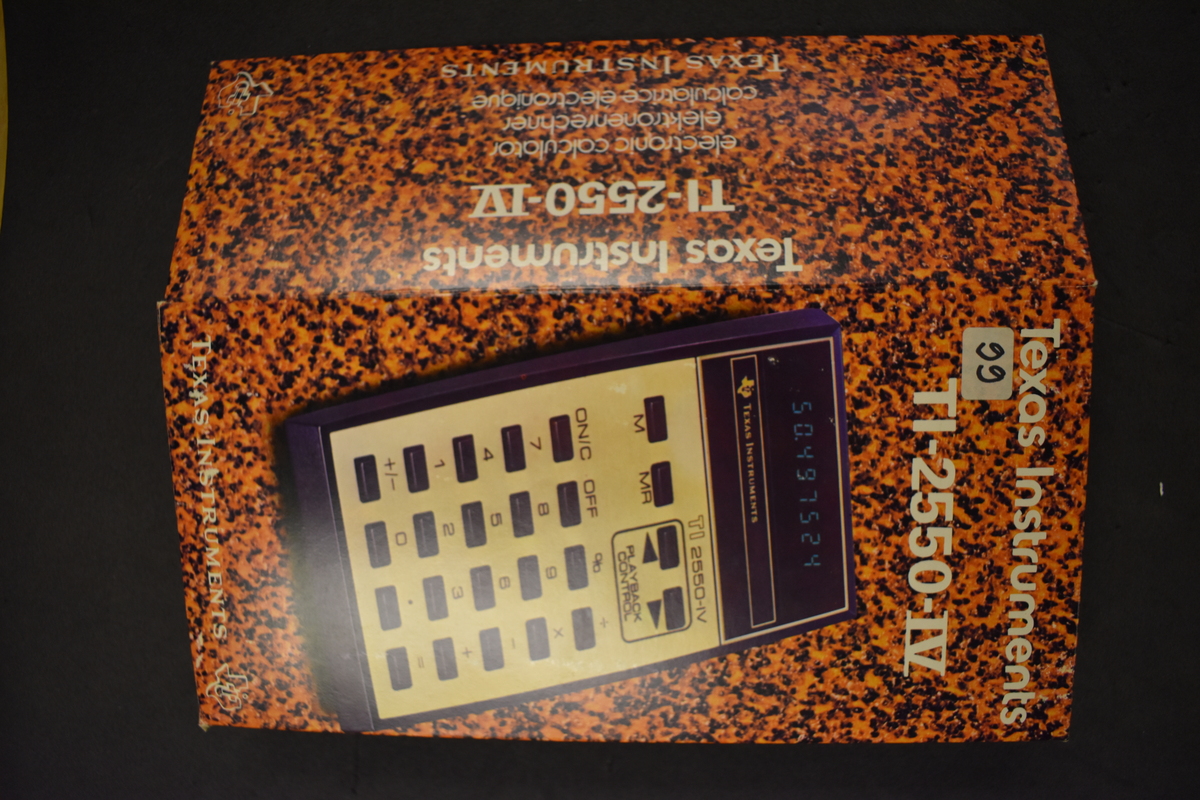 TEXAS INSTRUMENTS
calculatrice électronique
elektronenrechner
electronic calculator
TI-2550-IV
Texas Instruments
Texas Instruments
TI-2550-IV
99
50.497524
TEXAS INSTRUMENTS
TI 2550-IV
M MR
PLAYBACK
CONTROL
ON/C OFF % ÷
7 8 9 ×
4 5 6 −
1 2 3 +
+/− 0 . =
TEXAS INSTRUMENTS